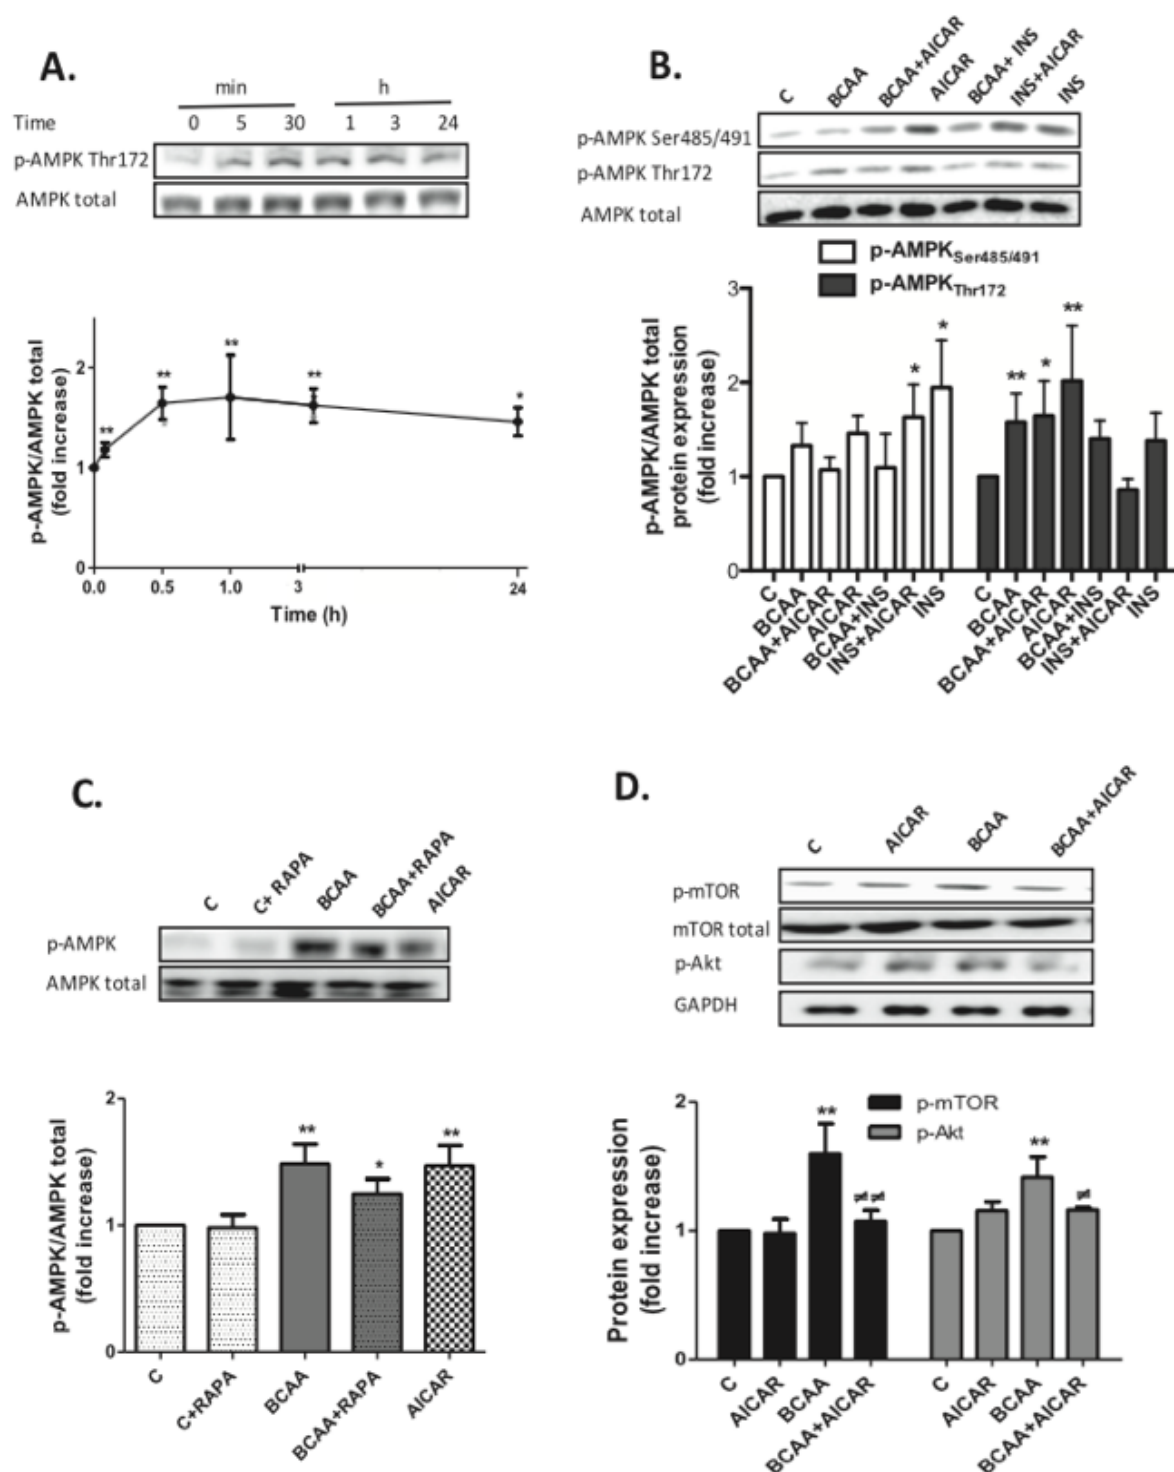 A.
min h
Time 0 5 30 1 3 24
p-AMPK Thr172
AMPK total
p-AMPK/AMPK total
(fold increase)
2
1
0
** ** ** ** *
0.0 0.5 1.0 3 24
Time (h)
B.
C BCAA BCAA+AICAR AICAR BCAA+ INS INS+AICAR INS
p-AMPK Ser485/491
p-AMPK Thr172
AMPK total
p-AMPKSer485/491
p-AMPKThr172
p-AMPK/AMPK total
protein expression
(fold increase)
3
2
1
0
* * ** * **
C BCAA BCAA+AICAR AICAR BCAA+INS INS+AICAR INS C BCAA BCAA+AICAR AICAR BCAA+INS INS+AICAR INS
C.
C C+ RAPA BCAA BCAA+RAPA AICAR
p-AMPK
AMPK total
p-AMPK/AMPK total
(fold increase)
2
1
0
** * **
C C+RAPA BCAA BCAA+RAPA AICAR
D.
C AICAR BCAA BCAA+AICAR
p-mTOR
mTOR total
p-Akt
GAPDH
p-mTOR
p-Akt
Protein expression
(fold increase)
2
1
0
** ≠≠ ** ≠
C AICAR BCAA BCAA+AICAR C AICAR BCAA BCAA+AICAR